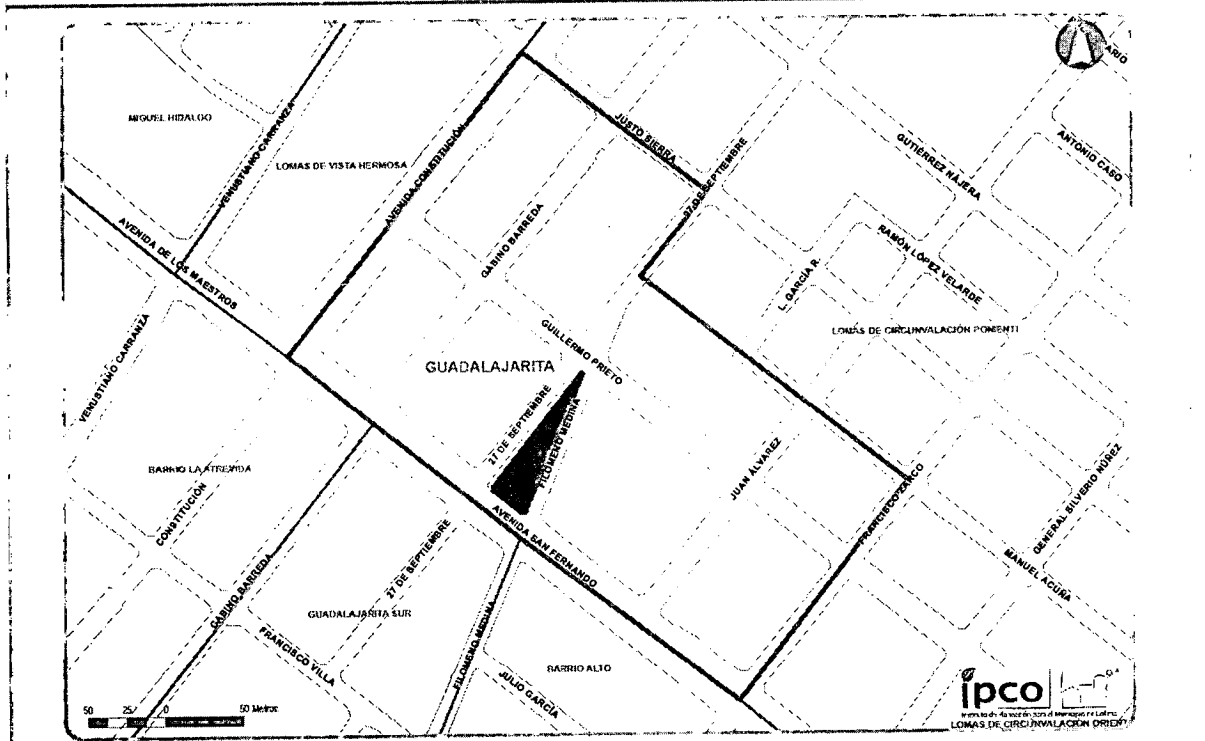 MIGUEL HIDALGO
VENUSTIANO CARRANZA
LOMAS DE VISTA HERMOSA
AVENIDA CONSTITUCIÓN
JUSTO SIERRA
27 DE SEPTIEMBRE
GUTIÉRREZ NÁJERA
ANTONIO CASO
AVENIDA DE LOS MAESTROS
GABINO BARREDA
RAMÓN LÓPEZ VELARDE
L. GARCÍA R.
LOMAS DE CIRCUNVALACIÓN PONIENTE
VENUSTIANO CARRANZA
GUILLERMO PRIETO
GUADALAJARITA
27 DE SEPTIEMBRE
FILOMENO MEDINA
JUAN ÁLVAREZ
BARRIO LA ATREVIDA
CONSTITUCIÓN
AVENIDA SAN FERNANDO
FRANCISCO ZARCO
GENERAL SILVERIO NÚÑEZ
MANUEL ACUÑA
GABINO BARREDA
27 DE SEPTIEMBRE
GUADALAJARITA SUR
FRANCISCO VILLA
FILOMENO MEDINA
BARRIO ALTO
JULIO GARCÍA
50 25 0 50 Metros
ipco
LOMAS DE CIRCUNVALACIÓN ORIENT